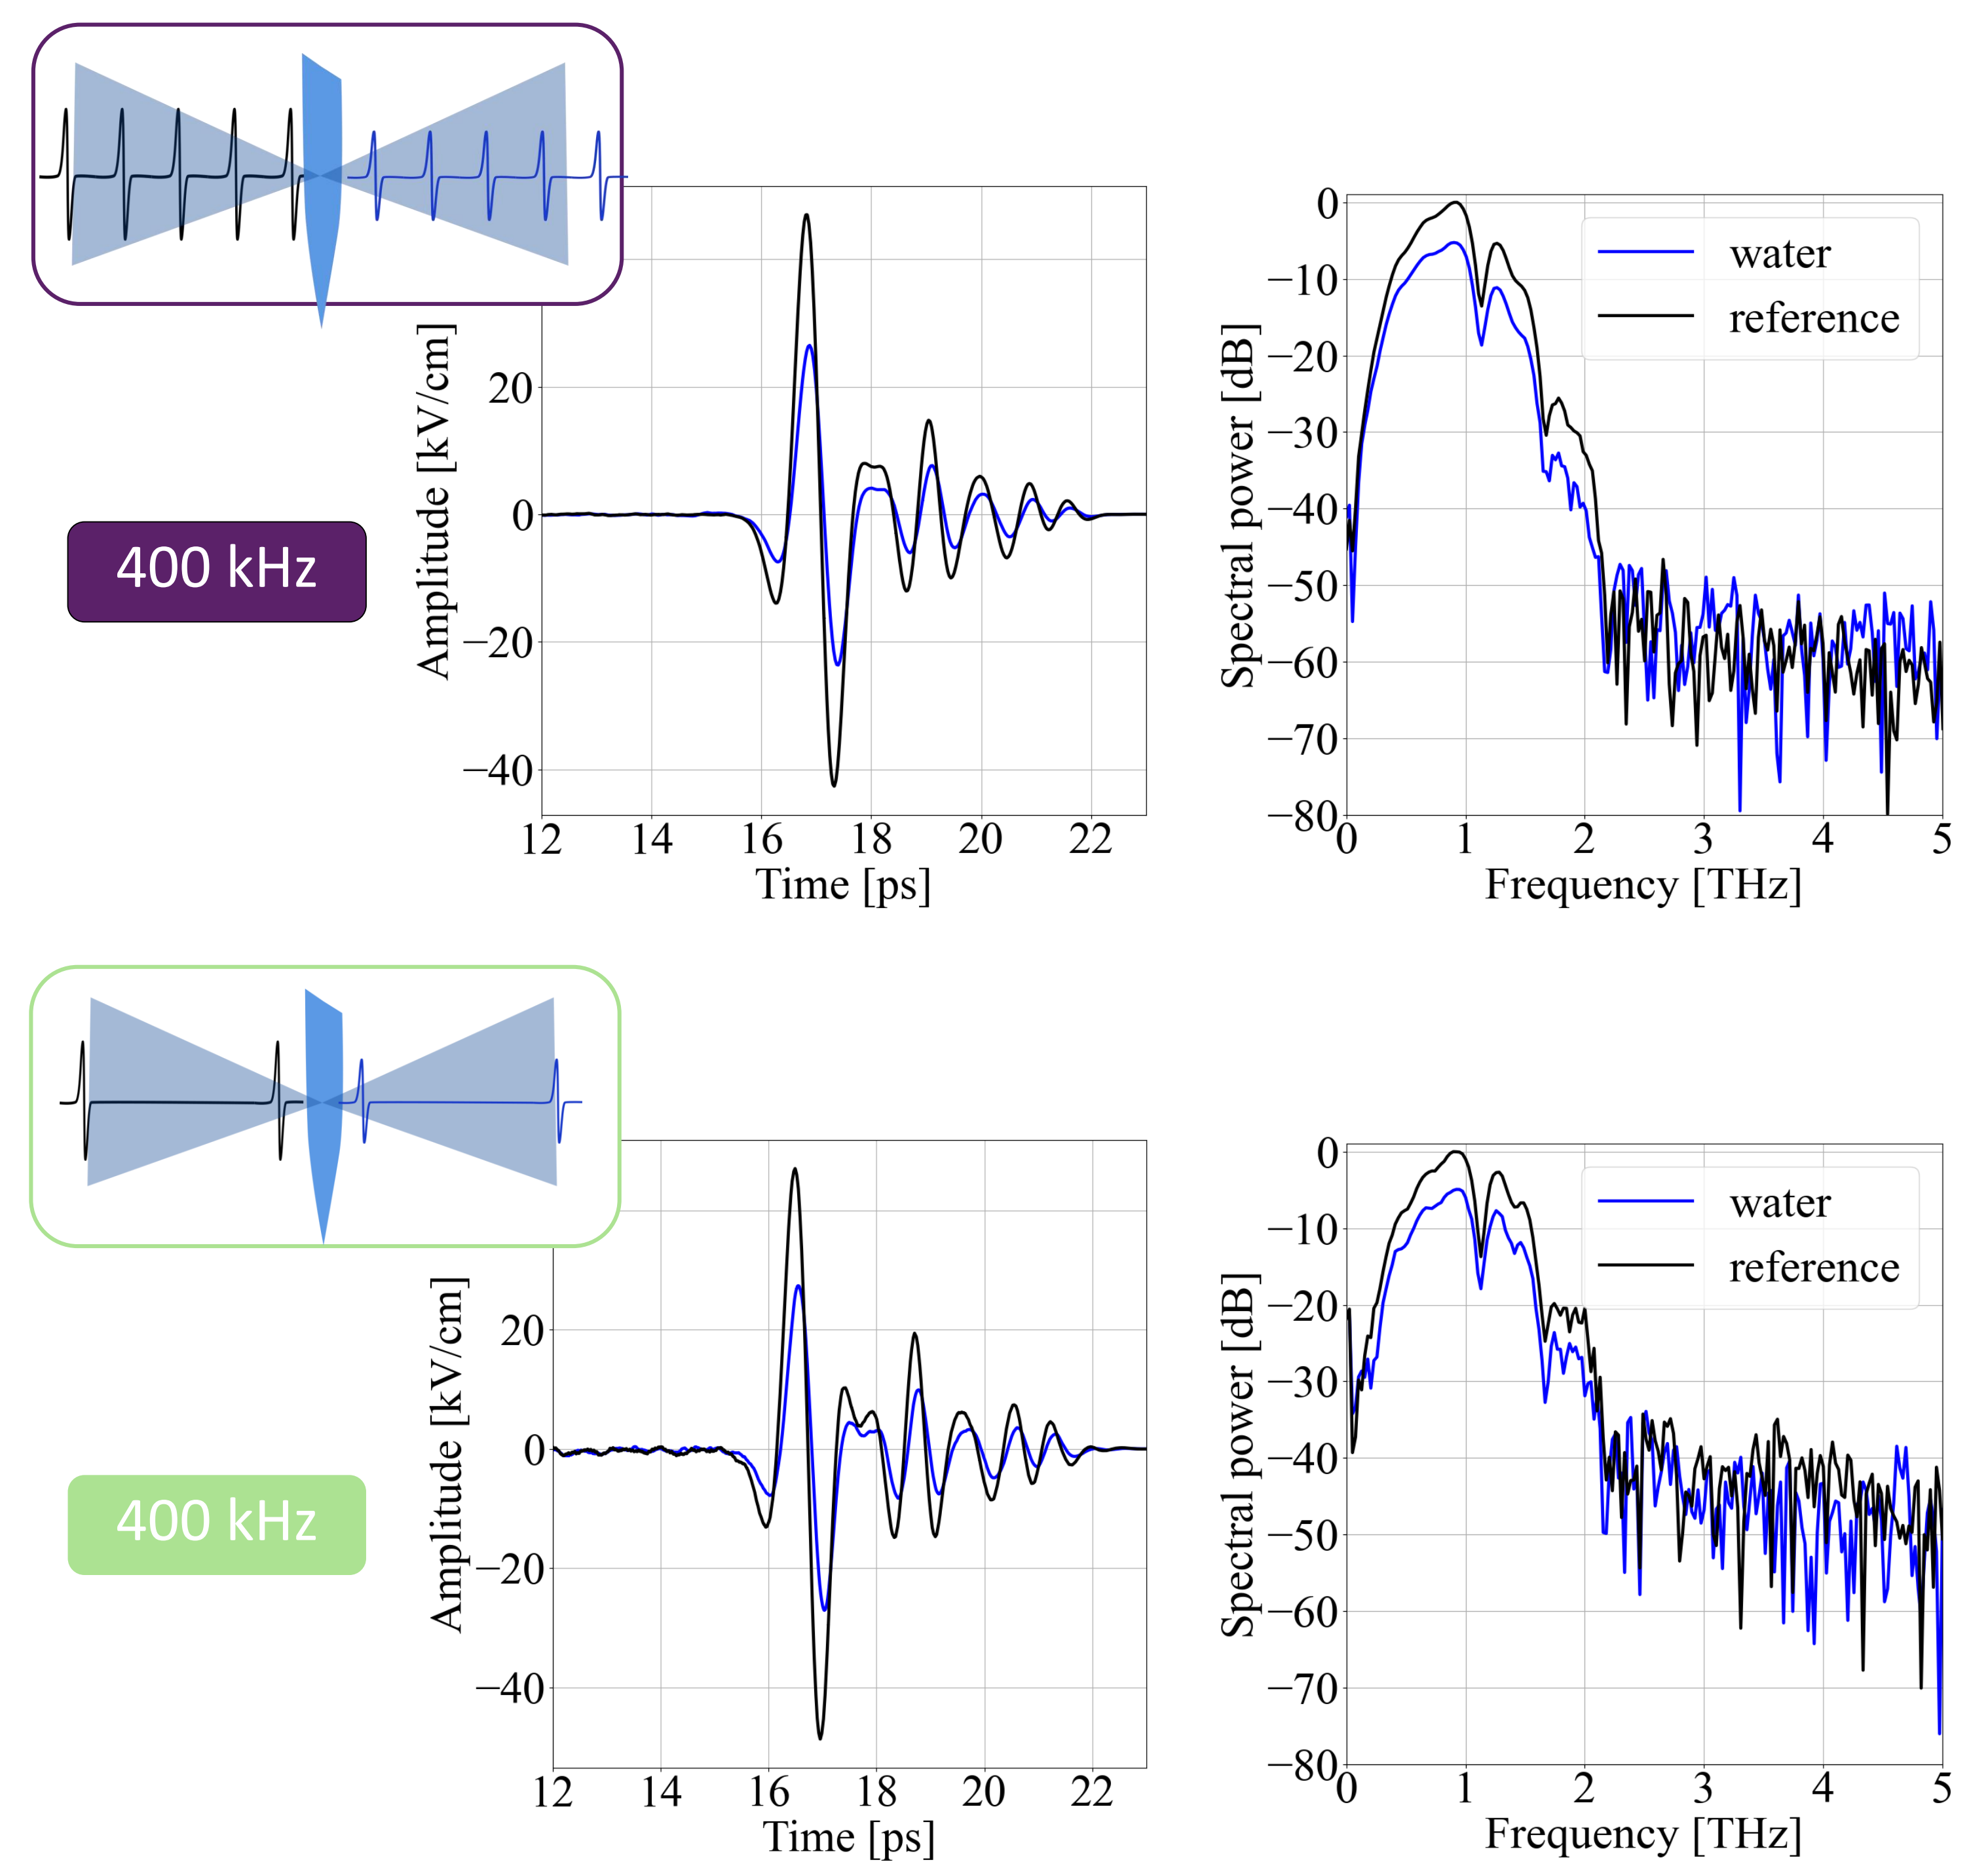 400 kHz
Amplitude [kV/cm]
20
0
−20
−40
12 14 16 18 20 22
Time [ps]
Spectral power [dB]
0
−10
−20
−30
−40
−50
−60
−70
−80
0 1 2 3 4 5
Frequency [THz]
water
reference
400 kHz
Amplitude [kV/cm]
20
0
−20
−40
12 14 16 18 20 22
Time [ps]
Spectral power [dB]
0
−10
−20
−30
−40
−50
−60
−70
−80
0 1 2 3 4 5
Frequency [THz]
water
reference